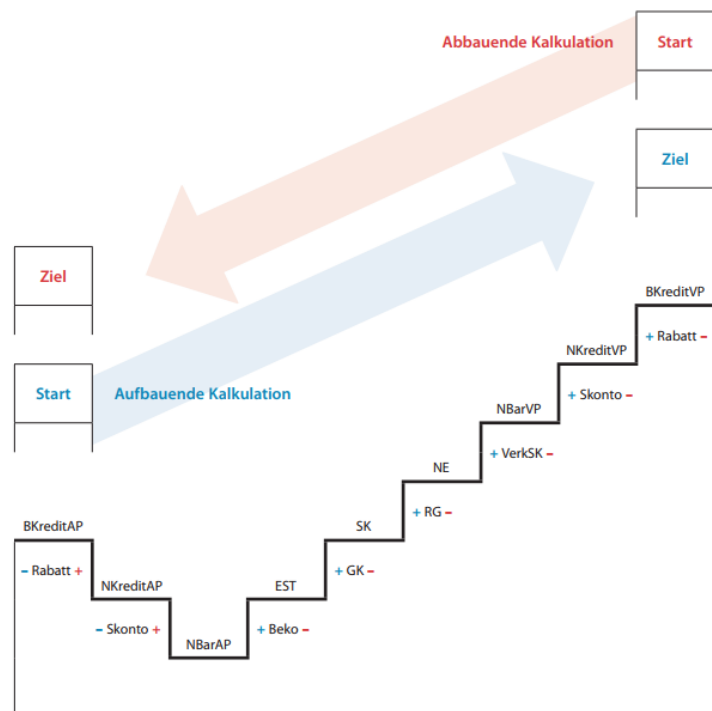 Abbauende Kalkulation
Start
Ziel
Ziel
Start
Aufbauende Kalkulation
BKreditVP
+ Rabatt –
NKreditVP
+ Skonto –
NBarVP
+ VerkSK –
NE
+ RG –
SK
+ GK –
EST
+ Beko –
BKreditAP
– Rabatt +
NKreditAP
– Skonto +
NBarAP